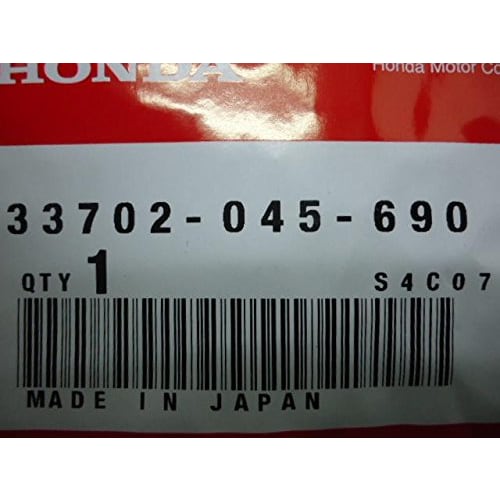 HONDA
Honda Motor Co
33702-045-690
QTY 1
S4C07
MADE IN JAPAN